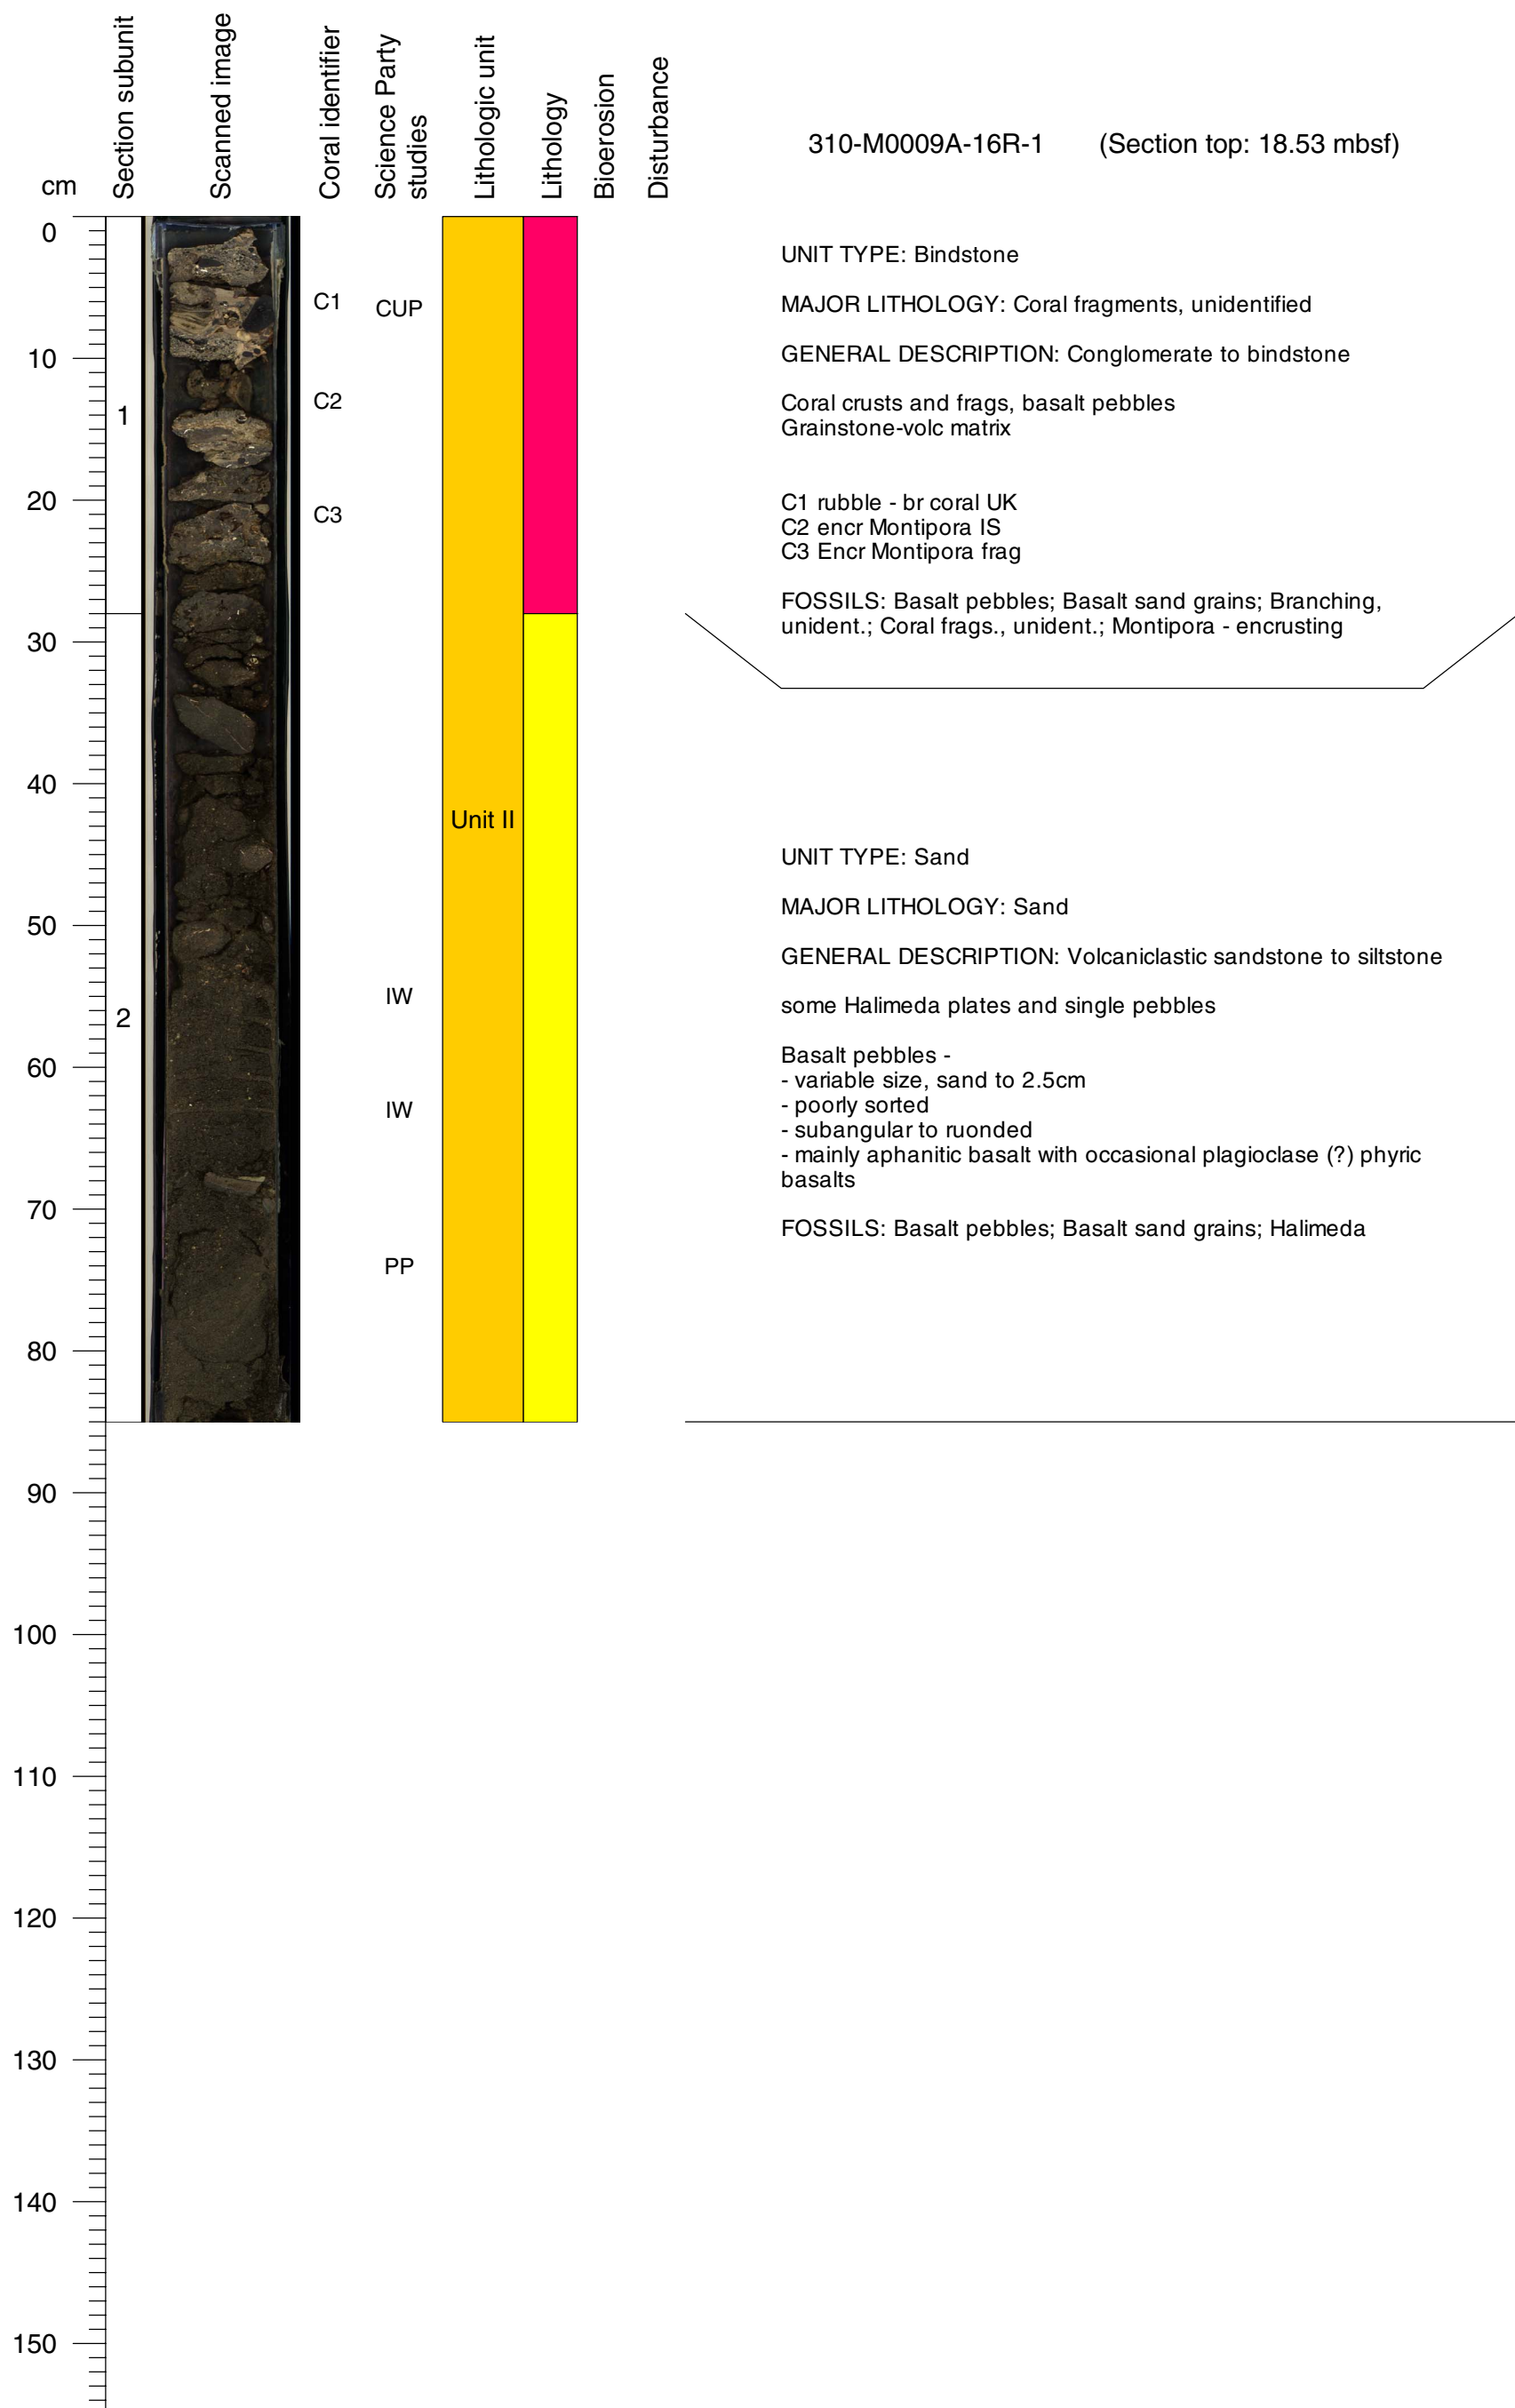 Section subunit
Scanned image
Coral identifier
Science Party
studies
Lithologic unit
Lithology
Bioerosion
Disturbance
cm
310-M0009A-16R-1 (Section top: 18.53 mbsf)
0
10
20
30
40
50
60
70
80
90
100
110
120
130
140
150
1
2
C1
C2
C3
CUP
IW
IW
PP
Unit II
UNIT TYPE: Bindstone
MAJOR LITHOLOGY: Coral fragments, unidentified
GENERAL DESCRIPTION: Conglomerate to bindstone
Coral crusts and frags, basalt pebbles
Grainstone-volc matrix
C1 rubble - br coral UK
C2 encr Montipora IS
C3 Encr Montipora frag
FOSSILS: Basalt pebbles; Basalt sand grains; Branching,
unident.; Coral frags., unident.; Montipora - encrusting
UNIT TYPE: Sand
MAJOR LITHOLOGY: Sand
GENERAL DESCRIPTION: Volcaniclastic sandstone to siltstone
some Halimeda plates and single pebbles
Basalt pebbles -
- variable size, sand to 2.5cm
- poorly sorted
- subangular to ruonded
- mainly aphanitic basalt with occasional plagioclase (?) phyric
basalts
FOSSILS: Basalt pebbles; Basalt sand grains; Halimeda